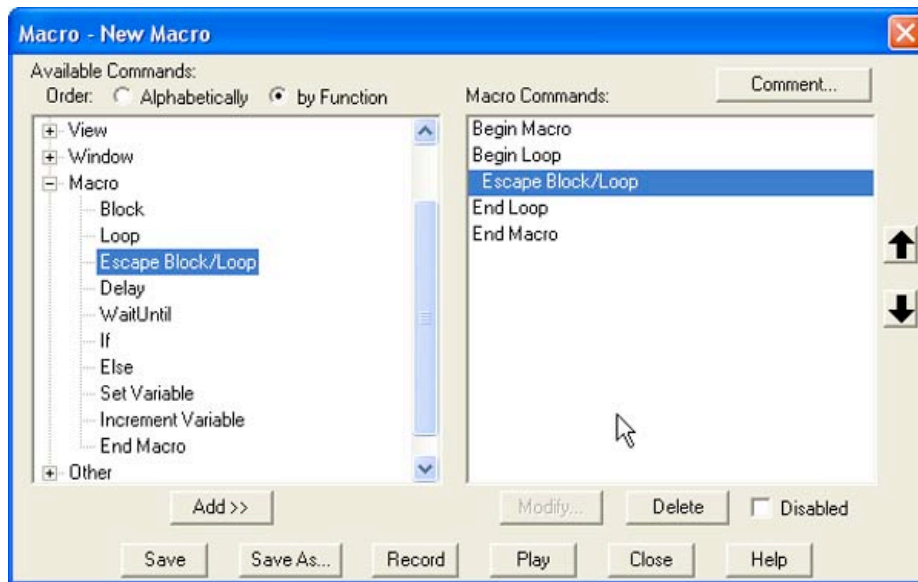 Macro - New Macro
Available Commands:
Order: Alphabetically by Function
View
Window
Macro
Block
Loop
Escape Block/Loop
Delay
WaitUntil
If
Else
Set Variable
Increment Variable
End Macro
Other
Add >>
Comment...
Macro Commands:
Begin Macro
Begin Loop
Escape Block/Loop
End Loop
End Macro
Modify... Delete Disabled
Save Save As... Record Play Close Help